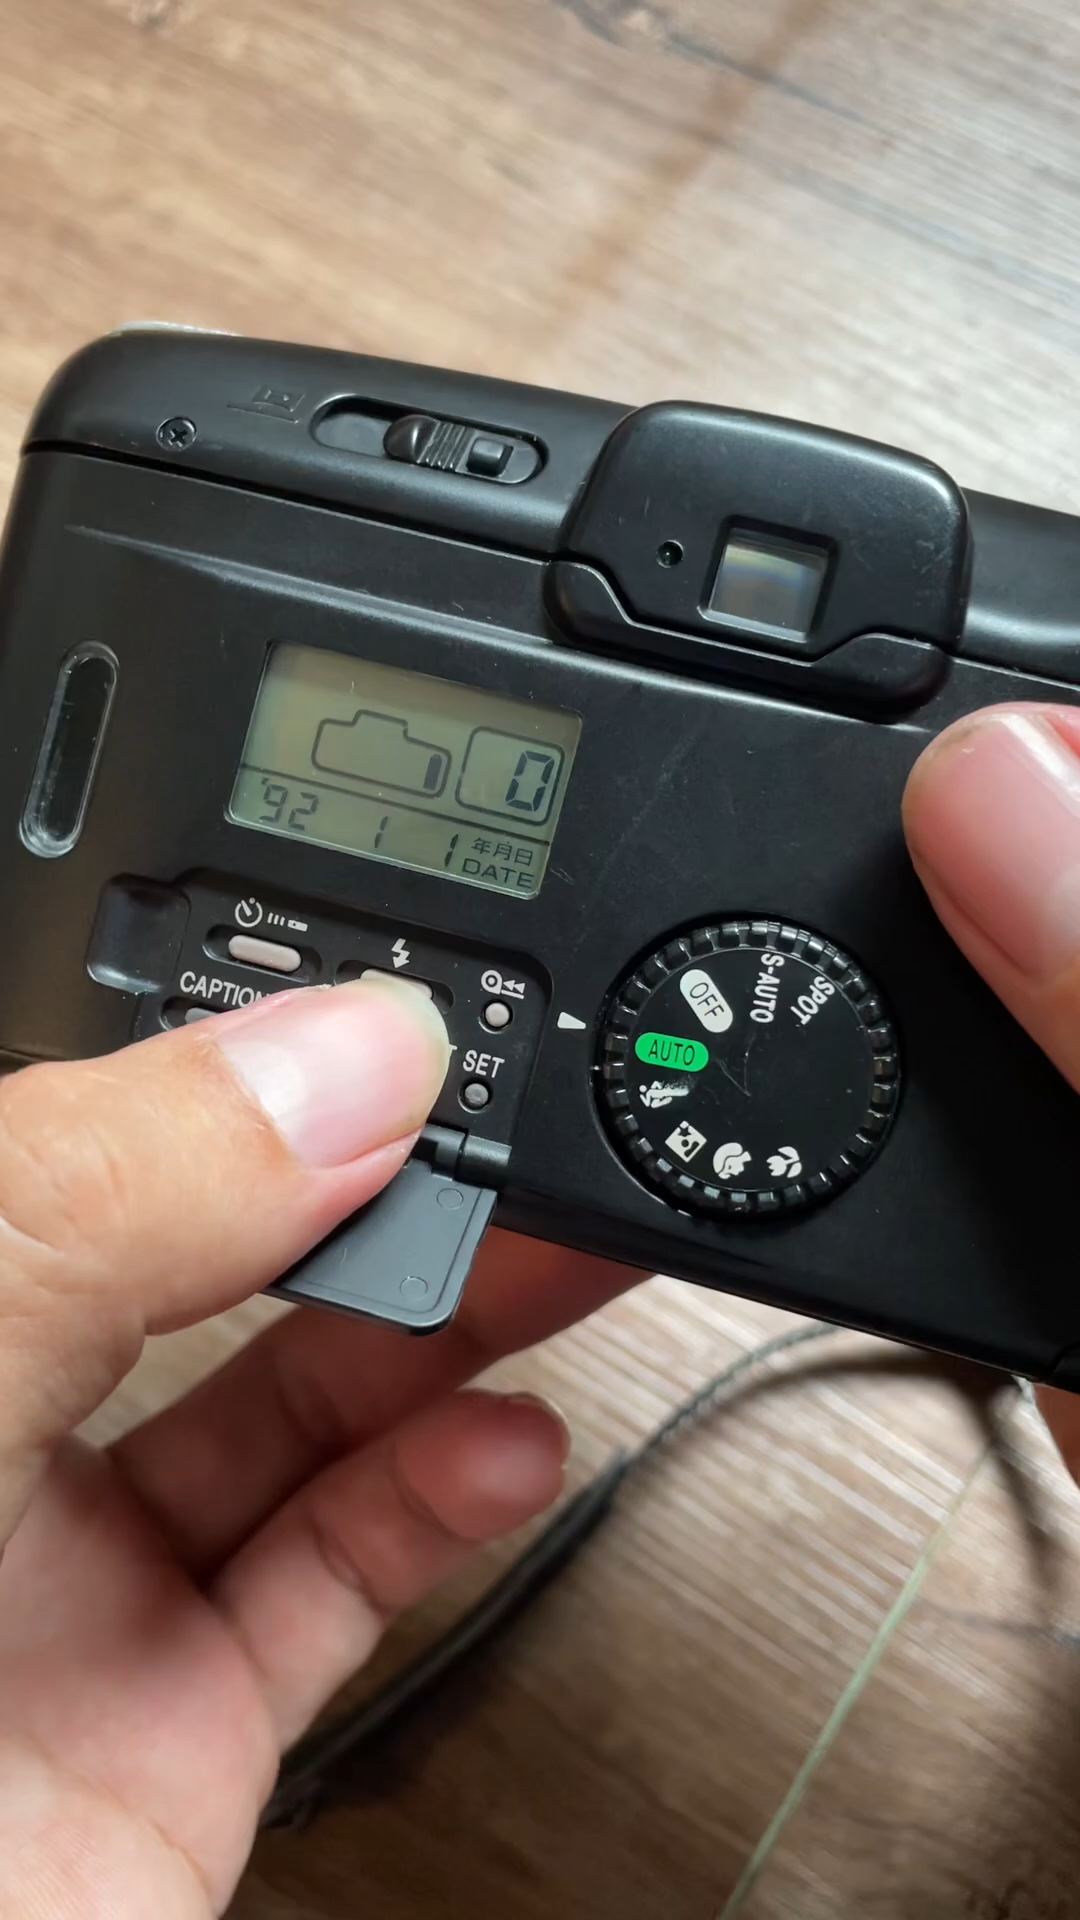 0
'92 1 1 年月日
DATE
CAPTION
T SET
OFF
S-AUTO
SPOT
AUTO